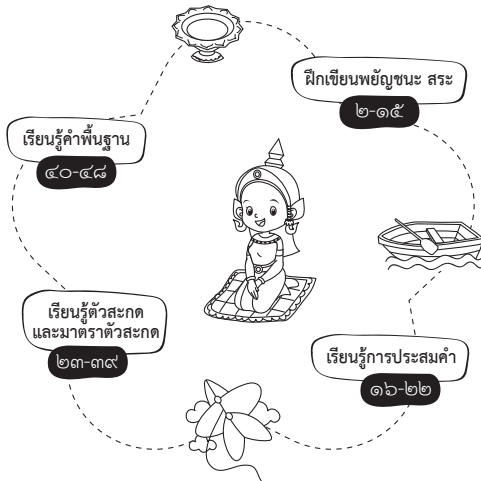 ฝึกเขียนพยัญชนะ สระ
๒-๑๕
เรียนรู้การประสมคำ
๑๖-๒๒
เรียนรู้ตัวสะกด
และมาตราตัวสะกด
๒๓-๓๙
เรียนรู้คำพื้นฐาน
๔๐-๔๘